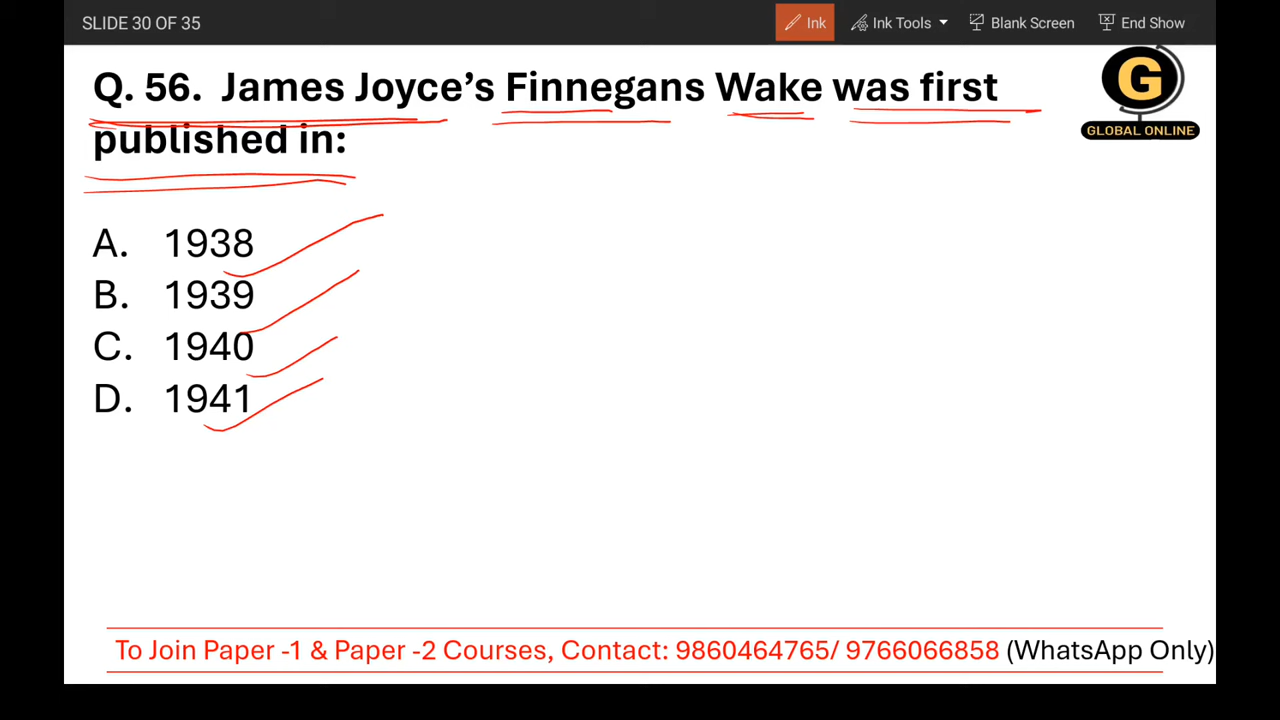 SLIDE 30 OF 35
Ink
Ink Tools
Blank Screen
End Show
Q. 56. James Joyce’s Finnegans Wake was first
published in:
G
GLOBAL ONLINE
A. 1938
B. 1939
C. 1940
D. 1941
To Join Paper -1 & Paper -2 Courses, Contact: 9860464765/ 9766066858 (WhatsApp Only)